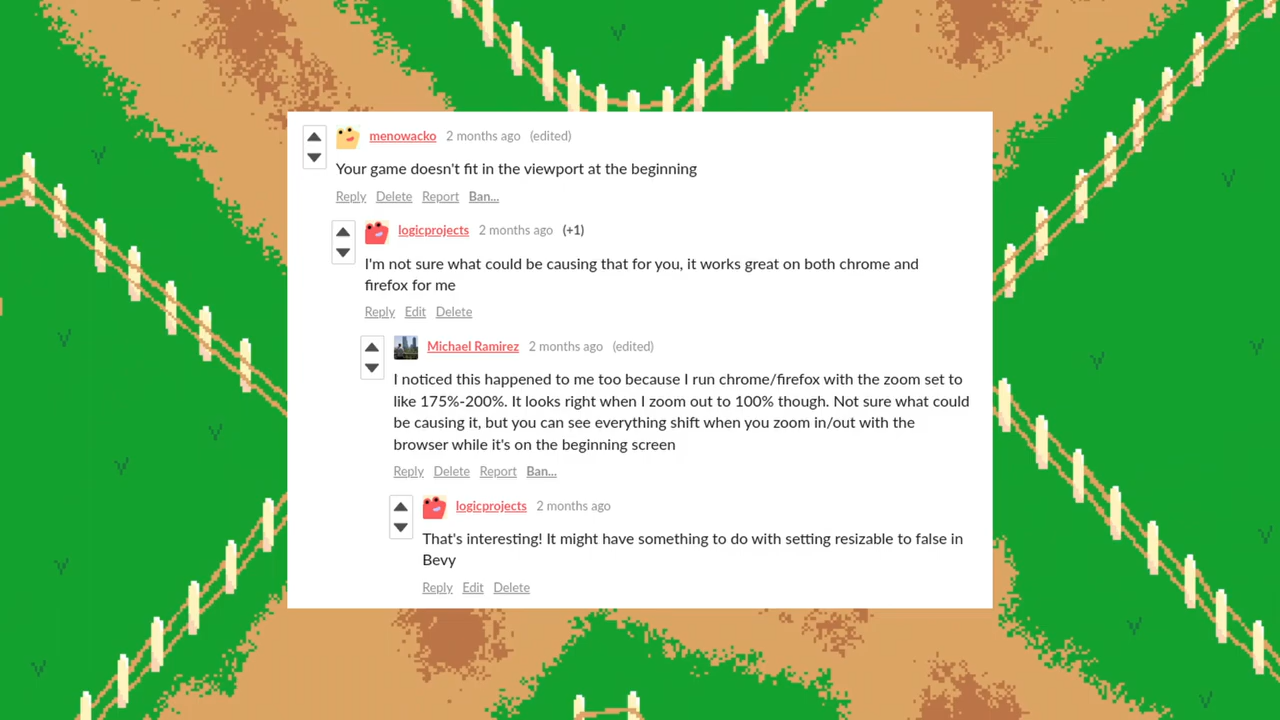 menowacko 2 months ago (edited)
Your game doesn't fit in the viewport at the beginning
Reply Delete Report Ban...
logicprojects 2 months ago (+1)
I'm not sure what could be causing that for you, it works great on both chrome and
firefox for me
Reply Edit Delete
Michael Ramirez 2 months ago (edited)
I noticed this happened to me too because I run chrome/firefox with the zoom set to
like 175%-200%. It looks right when I zoom out to 100% though. Not sure what could
be causing it, but you can see everything shift when you zoom in/out with the
browser while it's on the beginning screen
Reply Delete Report Ban...
logicprojects 2 months ago
That's interesting! It might have something to do with setting resizable to false in
Bevy
Reply Edit Delete